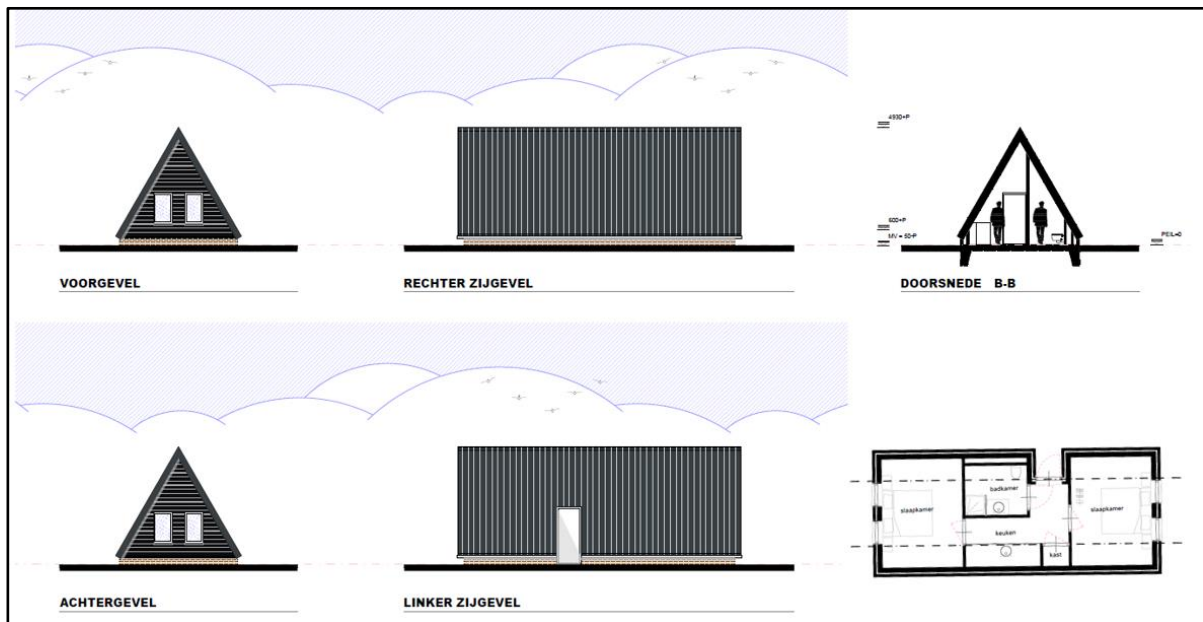 4930+P
600+P
MV = 50-P
PEIL=0
VOORGEVEL
RECHTER ZIJGEVEL
DOORSNEDE B-B
badkamer
slaapkamer
slaapkamer
keuken
kast
ACHTERGEVEL
LINKER ZIJGEVEL